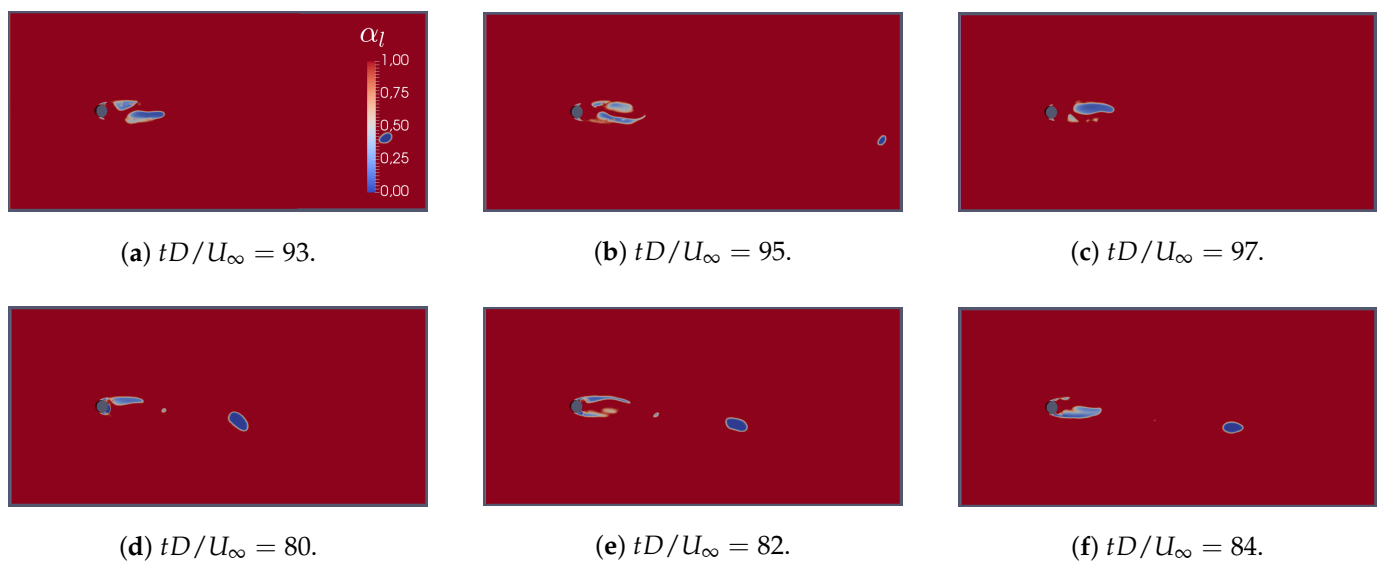 α_l
1,00
0,75
0,50
0,25
0,00
(a) tD/U∞ = 93.
(b) tD/U∞ = 95.
(c) tD/U∞ = 97.
(d) tD/U∞ = 80.
(e) tD/U∞ = 82.
(f) tD/U∞ = 84.